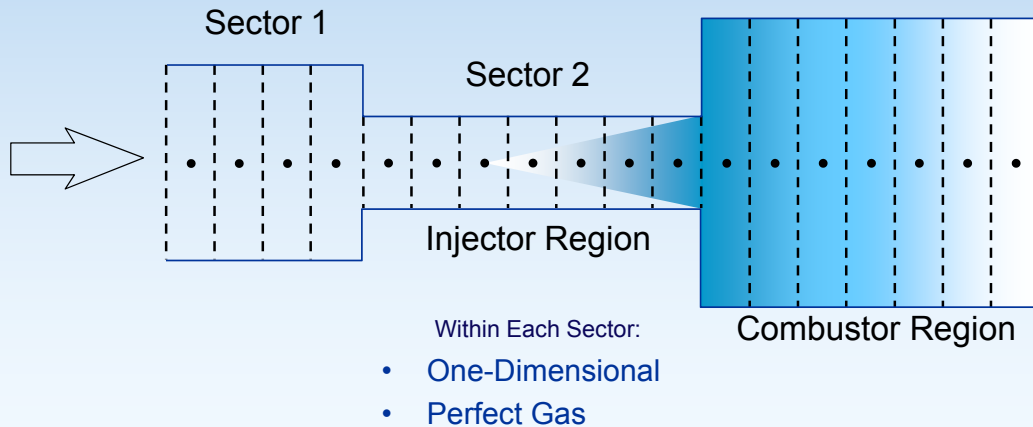 Sector 1
Sector 2
Injector Region
Combustor Region
Within Each Sector:
• One-Dimensional
• Perfect Gas